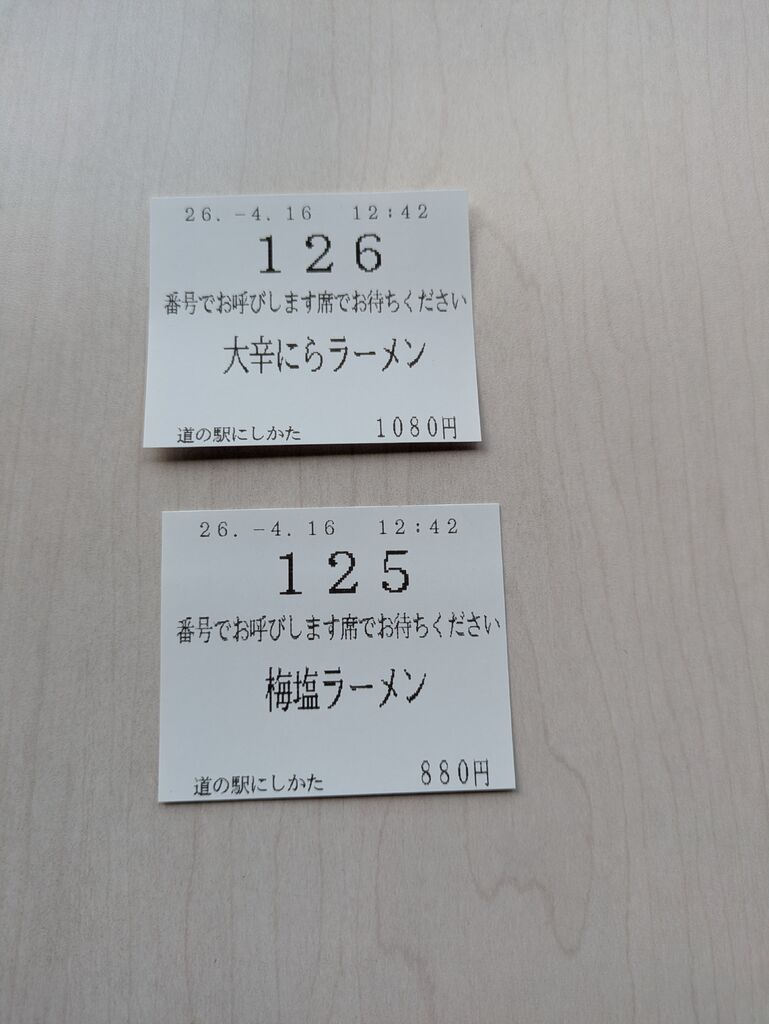 26.-4.16 12:42
126
番号でお呼びします席でお待ちください
大辛にらラーメン
道の駅にしかた 1080円
26.-4.16 12:42
125
番号でお呼びします席でお待ちください
梅塩ラーメン
道の駅にしかた 880円